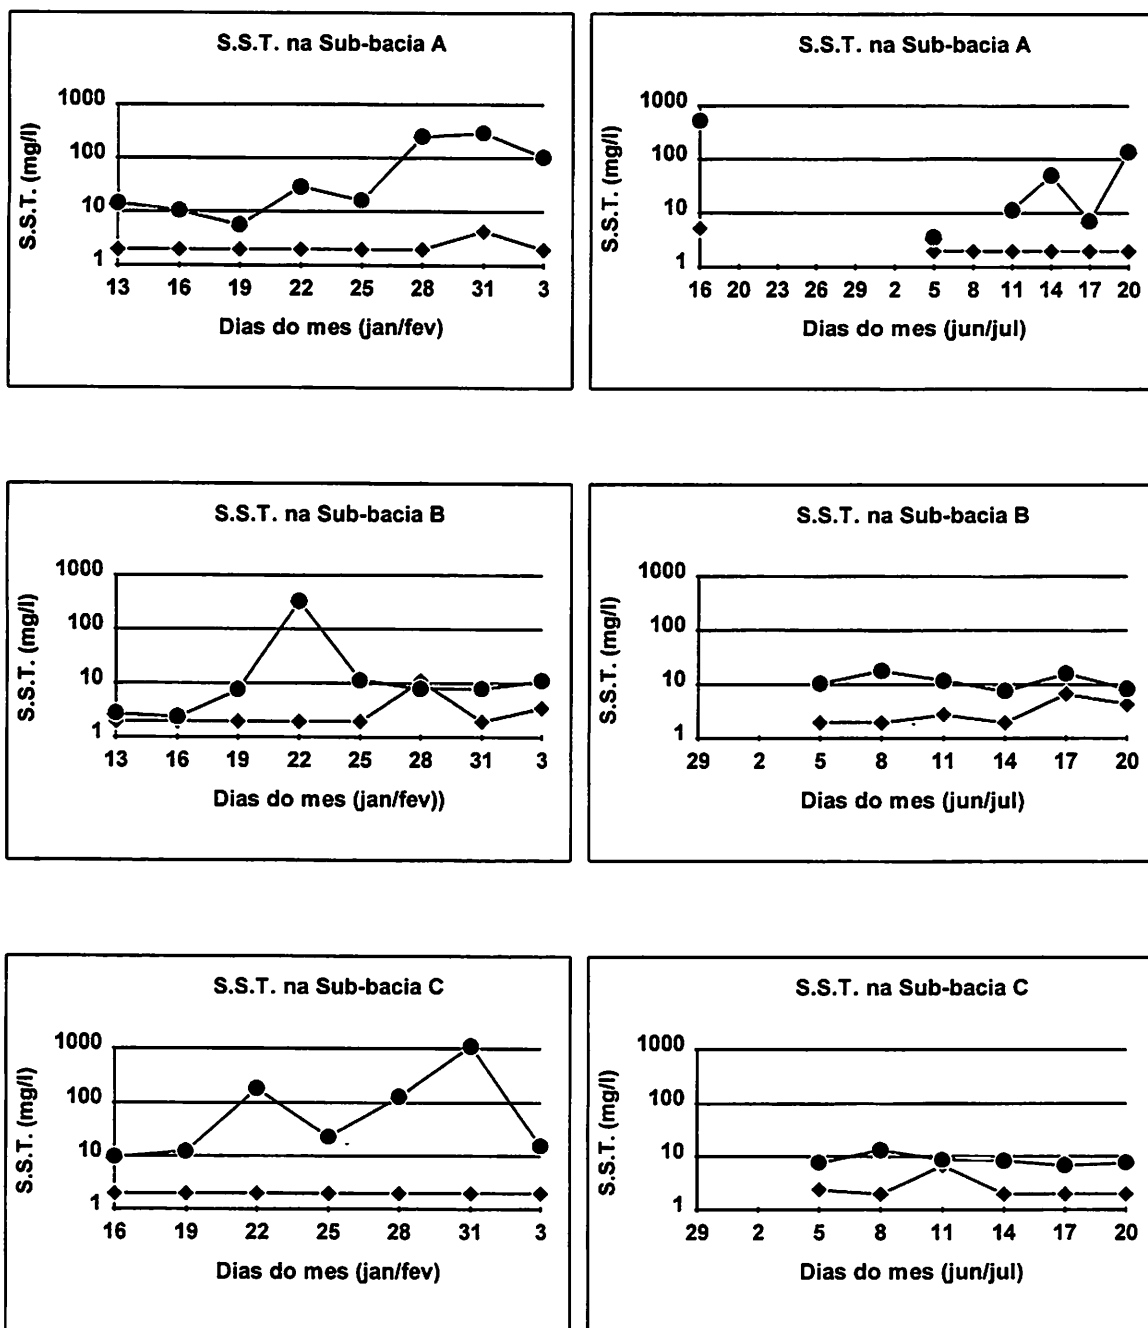 S.S.T. na Sub-bacia A
S.S.T. (mg/l)
1000
100
10
1
13 16 19 22 25 28 31 3
Dias do mes (jan/fev)
S.S.T. na Sub-bacia A
S.S.T. (mg/l)
1000
100
10
1
16 20 23 26 29 2 5 8 11 14 17 20
Dias do mes (jun/jul)
S.S.T. na Sub-bacia B
S.S.T. (mg/l)
1000
100
10
1
13 16 19 22 25 28 31 3
Dias do mes (jan/fev))
S.S.T. na Sub-bacia B
S.S.T. (mg/l)
1000
100
10
1
29 2 5 8 11 14 17 20
Dias do mes (jun/jul)
S.S.T. na Sub-bacia C
S.S.T. (mg/l)
1000
100
10
1
16 19 22 25 28 31 3
Dias do mes (jan/fev)
S.S.T. na Sub-bacia C
S.S.T. (mg/l)
1000
100
10
1
29 2 5 8 11 14 17 20
Dias do mes (jun/jul)